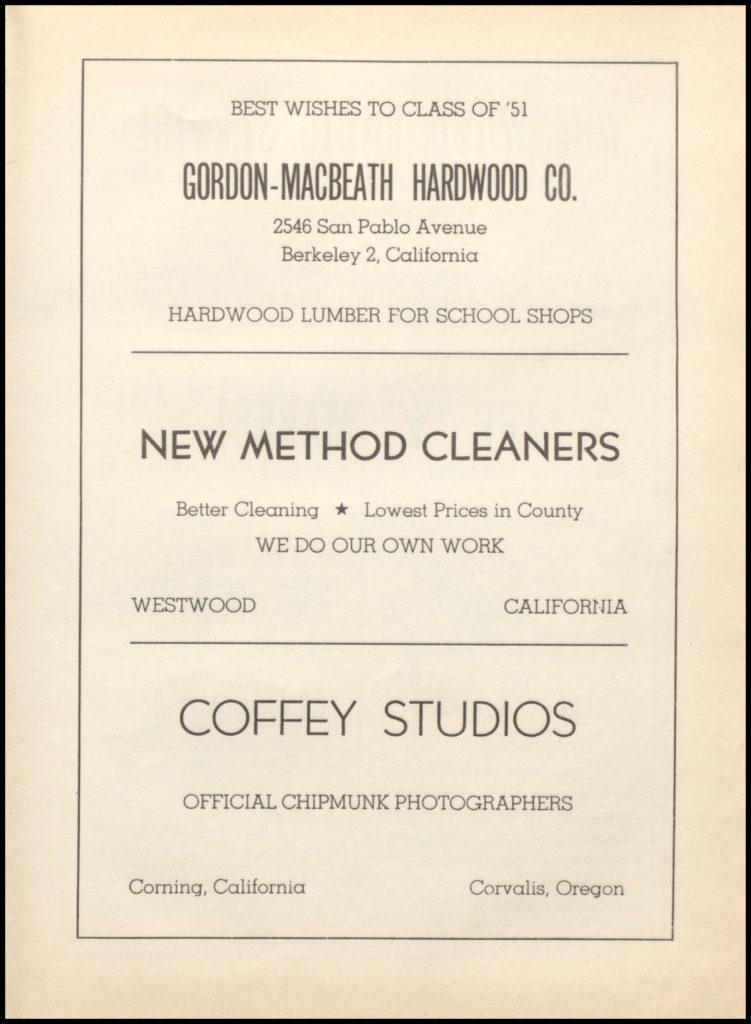 BEST WISHES TO CLASS OF '51
GORDON-MACBEATH HARDWOOD CO.
2546 San Pablo Avenue
Berkeley 2, California
HARDWOOD LUMBER FOR SCHOOL SHOPS
NEW METHOD CLEANERS
Better Cleaning ★ Lowest Prices in County
WE DO OUR OWN WORK
WESTWOOD CALIFORNIA
COFFEY STUDIOS
OFFICIAL CHIPMUNK PHOTOGRAPHERS
Corning, California Corvalis, Oregon